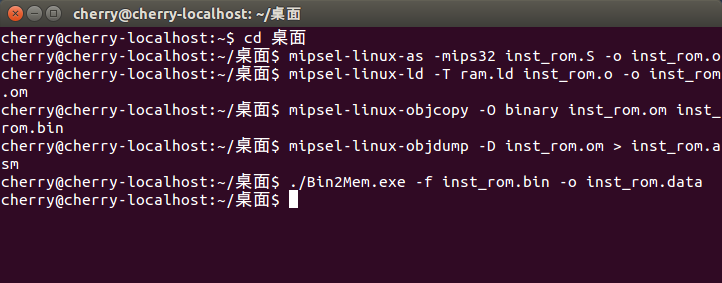 cherry@cherry-localhost: ~/桌面
cherry@cherry-localhost:~$ cd 桌面
cherry@cherry-localhost:~/桌面$ mipsel-linux-as -mips32 inst_rom.S -o inst_rom.o
cherry@cherry-localhost:~/桌面$ mipsel-linux-ld -T ram.ld inst_rom.o -o inst_rom
.om
cherry@cherry-localhost:~/桌面$ mipsel-linux-objcopy -O binary inst_rom.om inst_
rom.bin
cherry@cherry-localhost:~/桌面$ mipsel-linux-objdump -D inst_rom.om > inst_rom.a
sm
cherry@cherry-localhost:~/桌面$ ./Bin2Mem.exe -f inst_rom.bin -o inst_rom.data
cherry@cherry-localhost:~/桌面$